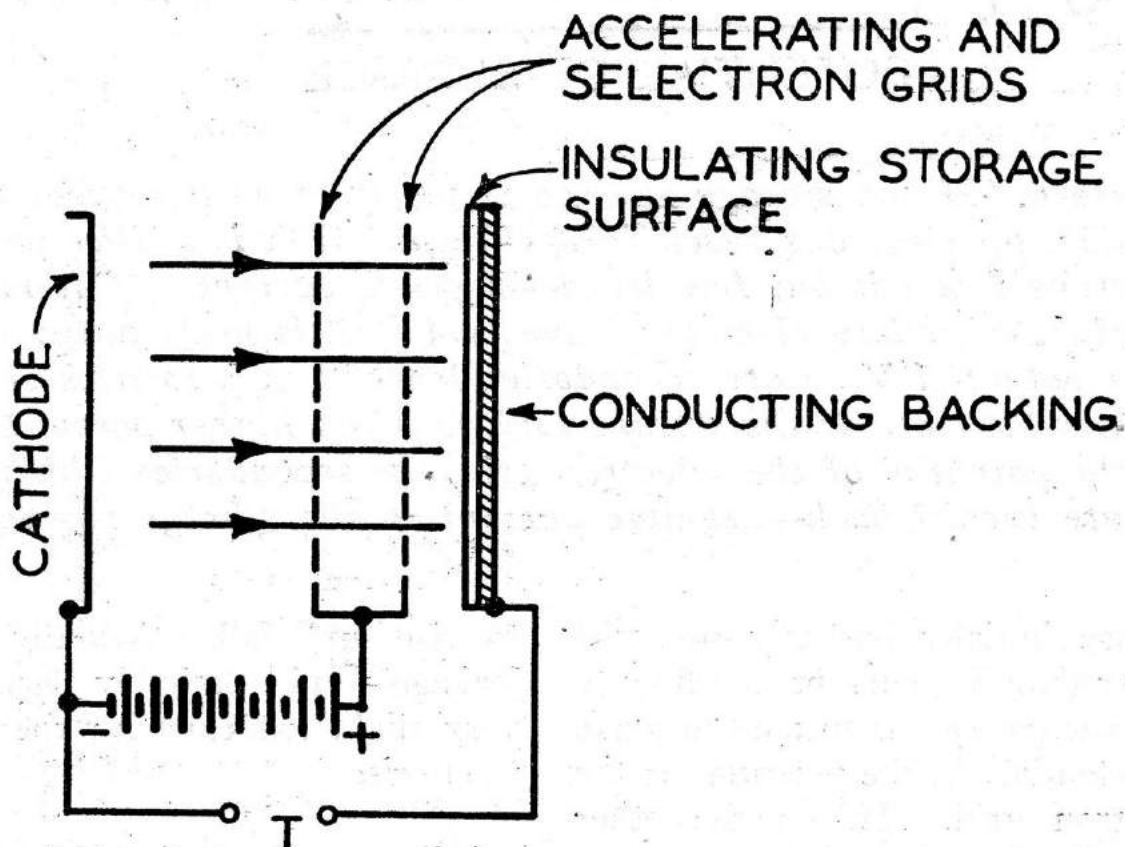 ACCELERATING AND
SELECTRON GRIDS
INSULATING STORAGE
SURFACE
CATHODE
CONDUCTING BACKING
- +
T